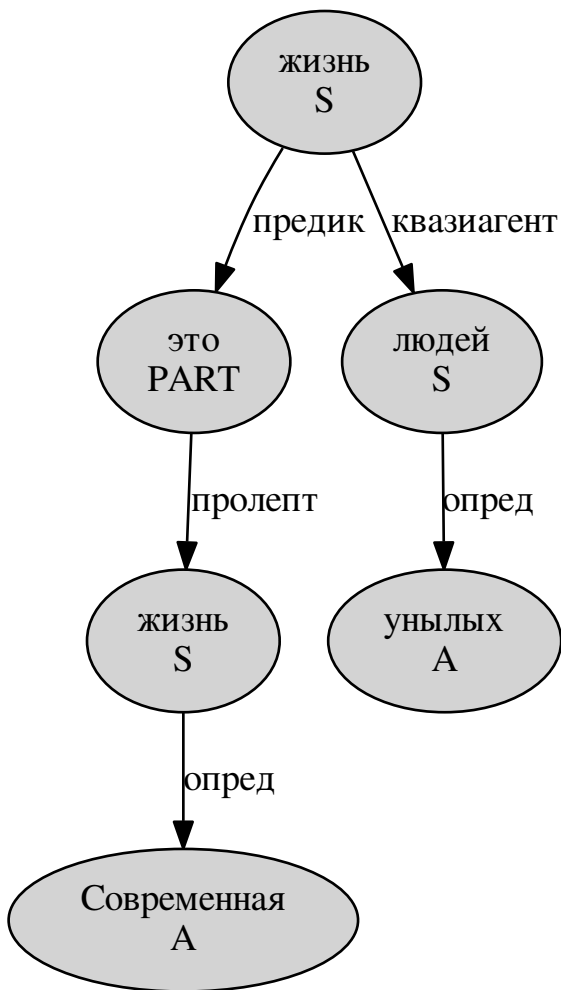 жизнь
S
предик
квазиагент
это
PART
людей
S
пролепт
опред
жизнь
S
унылых
A
опред
Современная
A